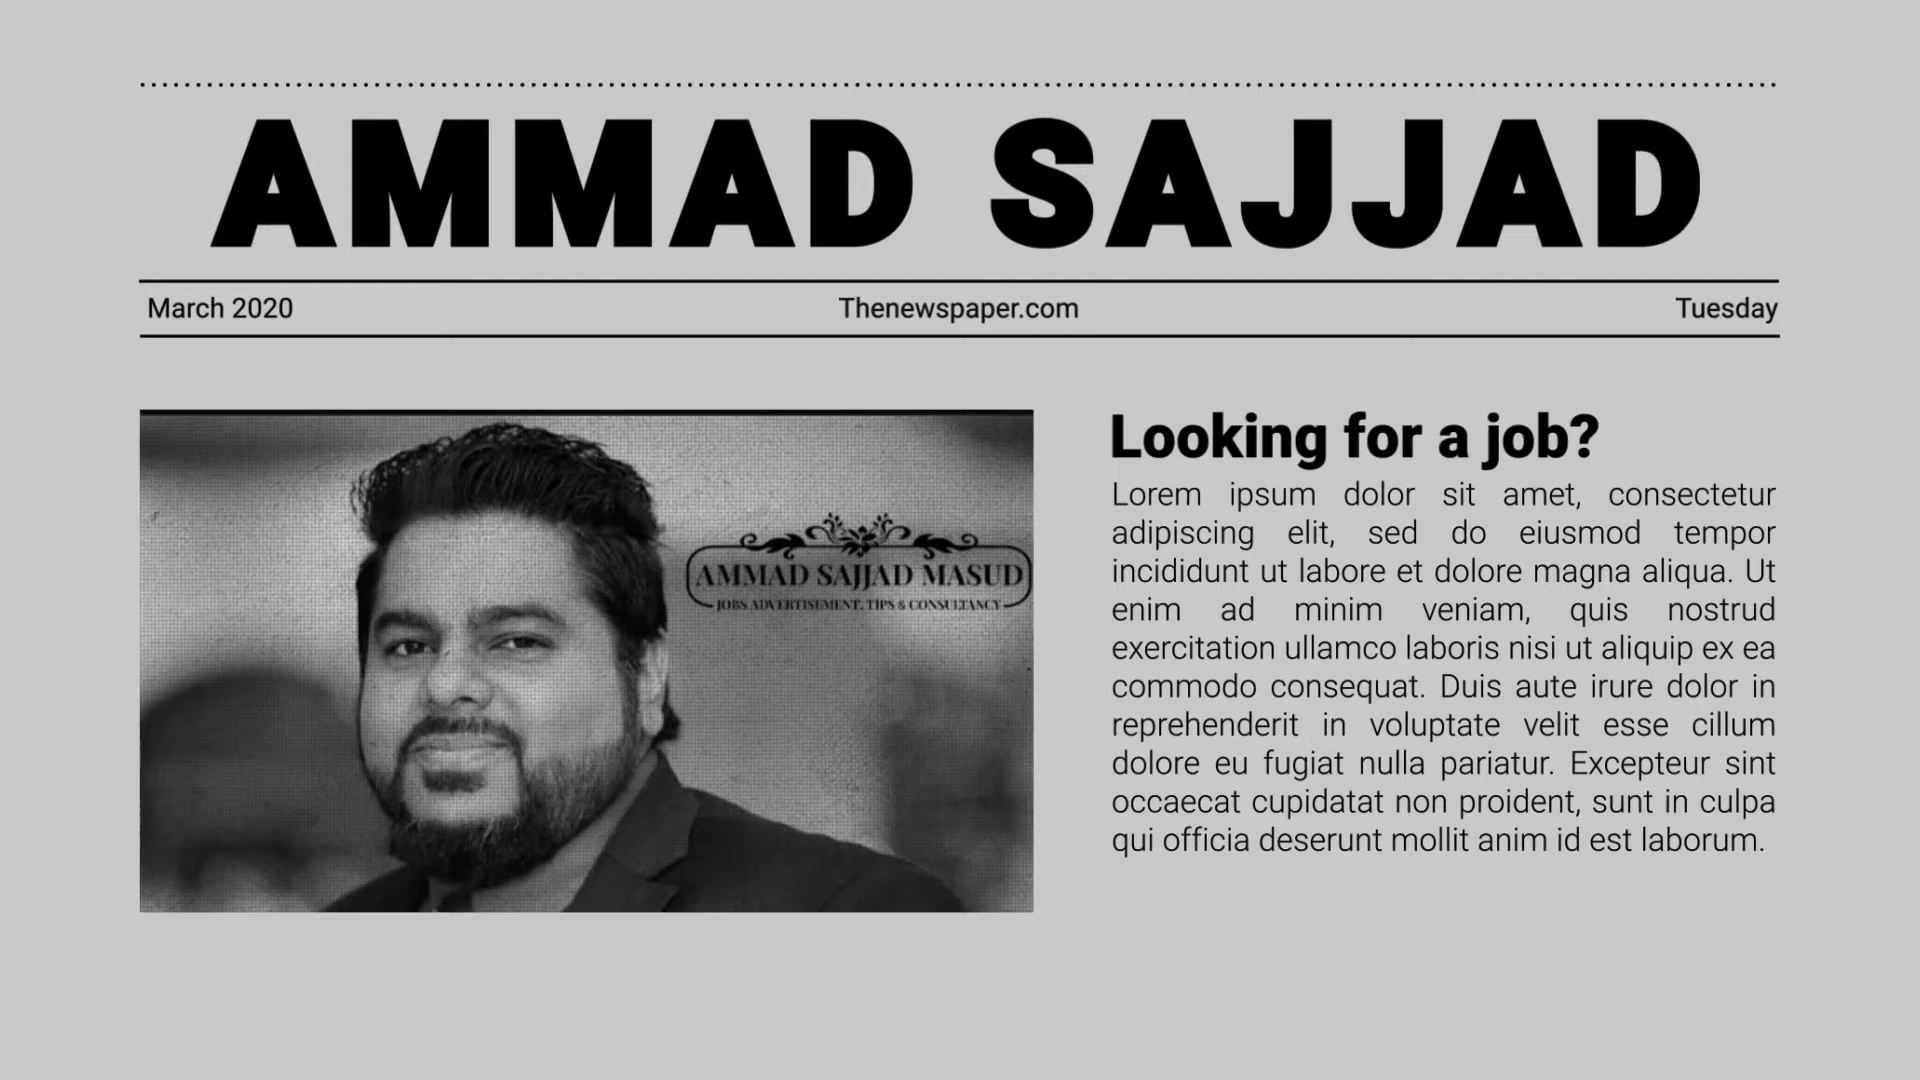 AMMAD SAJJAD
March 2020 Thenewspaper.com Tuesday
AMMAD SAJJAD MASUD
JOBS ADVERTISEMENT, TIPS & CONSULTANCY
Looking for a job?
Lorem ipsum dolor sit amet, consectetur
adipiscing elit, sed do eiusmod tempor
incididunt ut labore et dolore magna aliqua. Ut
enim ad minim veniam, quis nostrud
exercitation ullamco laboris nisi ut aliquip ex ea
commodo consequat. Duis aute irure dolor in
reprehenderit in voluptate velit esse cillum
dolore eu fugiat nulla pariatur. Excepteur sint
occaecat cupidatat non proident, sunt in culpa
qui officia deserunt mollit anim id est laborum.